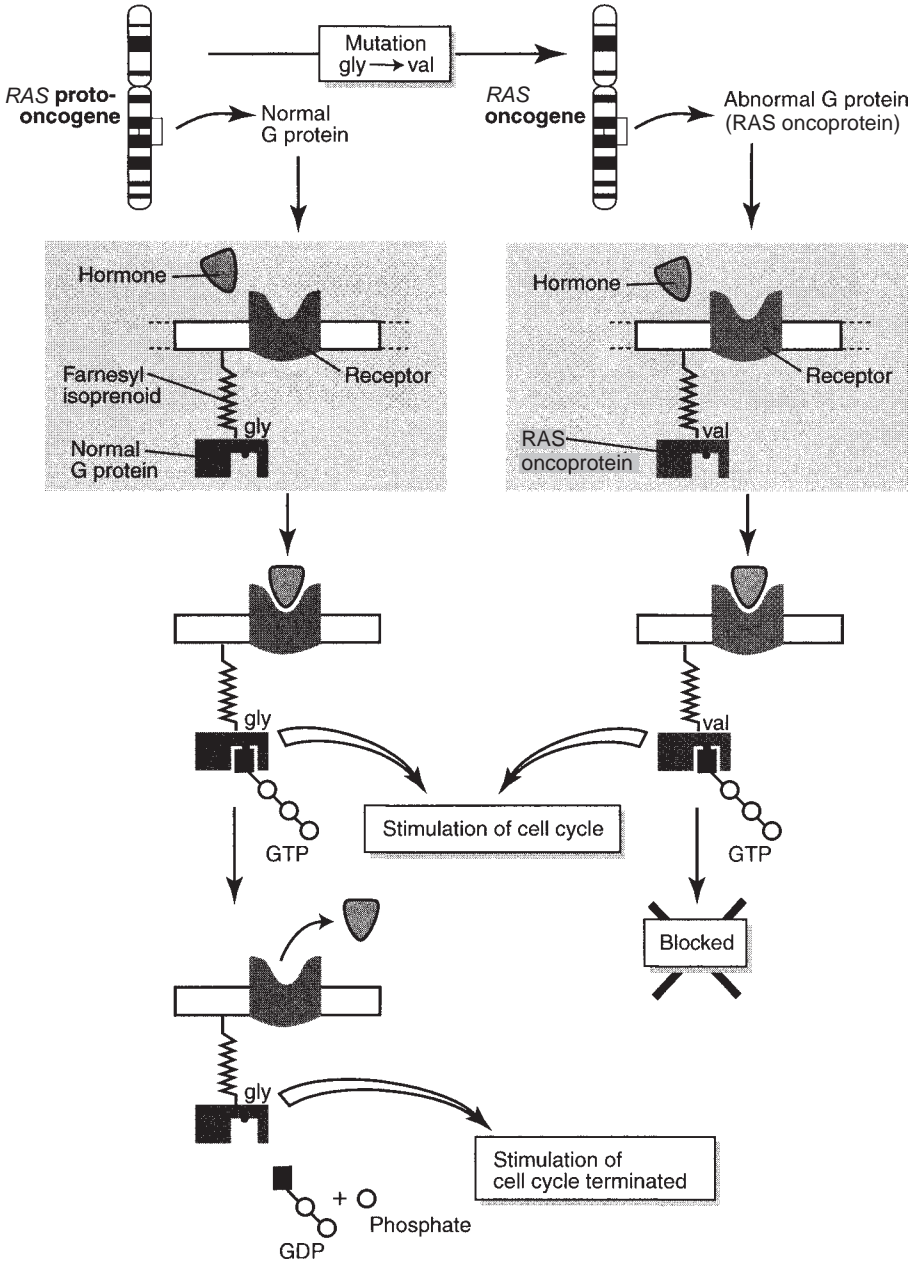 Mutation
gly → val
RAS proto-
oncogene
Normal
G protein
RAS
oncogene
Abnormal G protein
(RAS oncoprotein)
Hormone
Receptor
Farnesyl
isoprenoid
gly
Normal
G protein
Hormone
Receptor
val
RAS
oncoprotein
gly
GTP
Stimulation of cell cycle
val
GTP
Blocked
gly
Stimulation of
cell cycle terminated
+
Phosphate
GDP